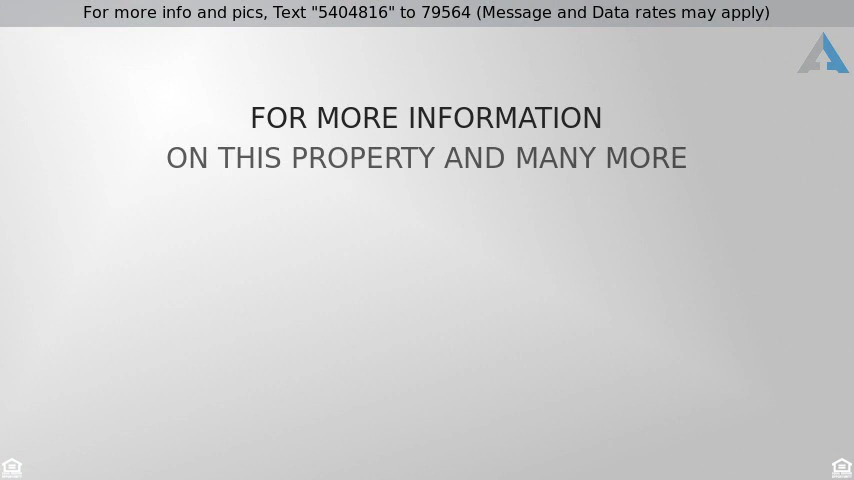 For more info and pics, Text "5404816" to 79564 (Message and Data rates may apply)
FOR MORE INFORMATION
ON THIS PROPERTY AND MANY MORE